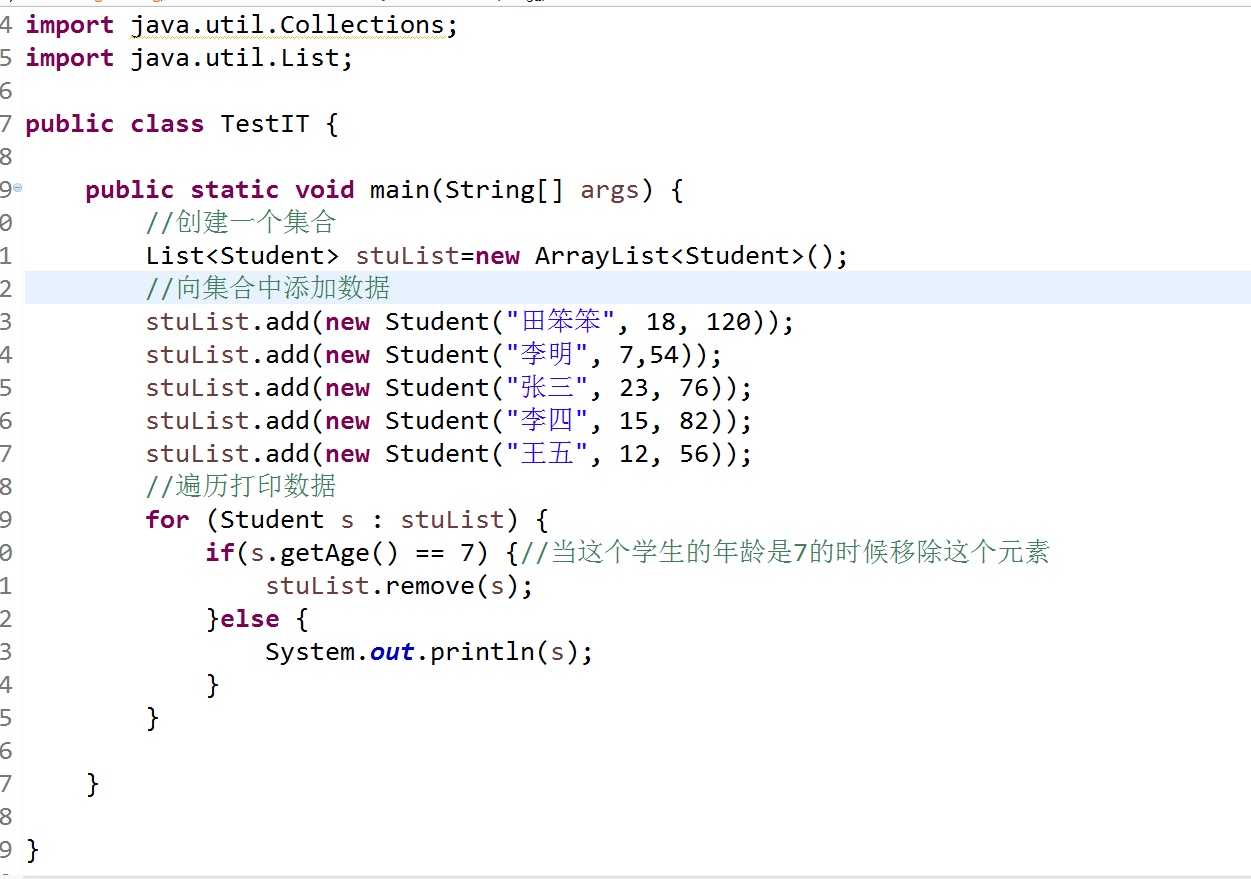 4 import java.util.Collections;
5 import java.util.List;
6
7 public class TestIT {
8
9 public static void main(String[] args) {
0 //创建一个集合
1 List<Student> stuList=new ArrayList<Student>();
2 //向集合中添加数据
3 stuList.add(new Student("田笨笨", 18, 120));
4 stuList.add(new Student("李明", 7,54));
5 stuList.add(new Student("张三", 23, 76));
6 stuList.add(new Student("李四", 15, 82));
7 stuList.add(new Student("王五", 12, 56));
8 //遍历打印数据
9 for (Student s : stuList) {
0 if(s.getAge() == 7) {//当这个学生的年龄是7的时候移除这个元素
1 stuList.remove(s);
2 }else {
3 System.out.println(s);
4 }
5 }
6
7 }
8
9 }